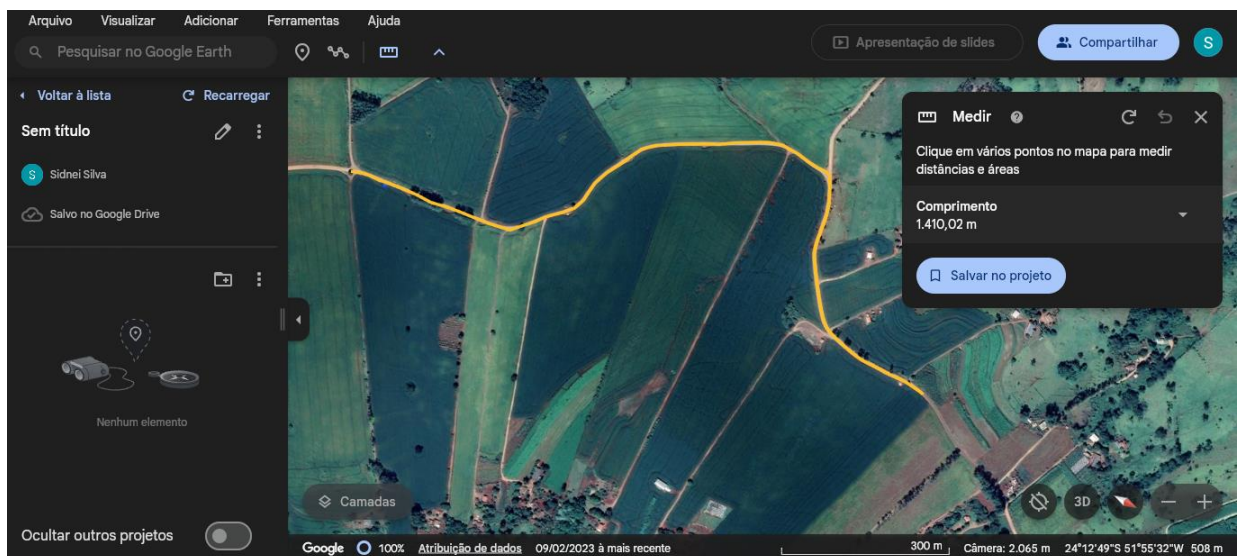 Arquivo Visualizar Adicionar Ferramentas Ajuda
Pesquisar no Google Earth
Apresentação de slides
Compartilhar
S
Voltar à lista
Recarregar
Sem título
S Sidnei Silva
Salvo no Google Drive
Nenhum elemento
Ocultar outros projetos
Medir
Clique em vários pontos no mapa para medir
distâncias e áreas
Comprimento
1.410,02 m
Salvar no projeto
Camadas
3D
Google 100% Atribuição de dados 09/02/2023 à mais recente 300 m Câmera: 2.065 m 24°12'49"S 51°55'32"W 508 m